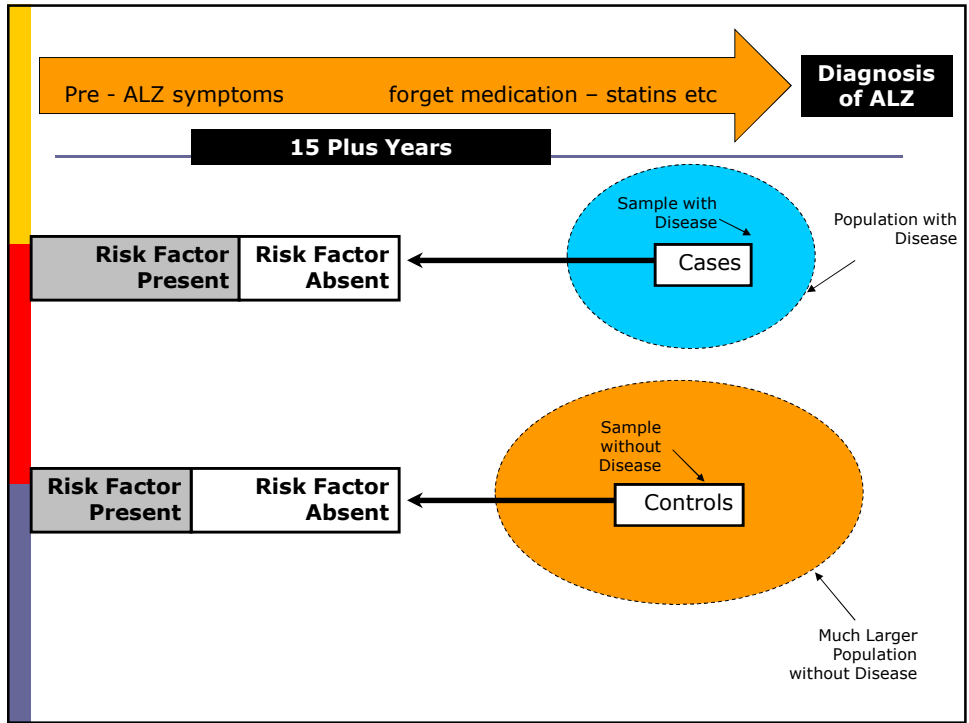 Pre - ALZ symptoms forget medication – statins etc
Diagnosis
of ALZ
15 Plus Years
Sample with
Disease
Population with
Disease
Risk Factor
Present
Risk Factor
Absent
Cases
Sample
without
Disease
Risk Factor
Present
Risk Factor
Absent
Controls
Much Larger
Population
without Disease